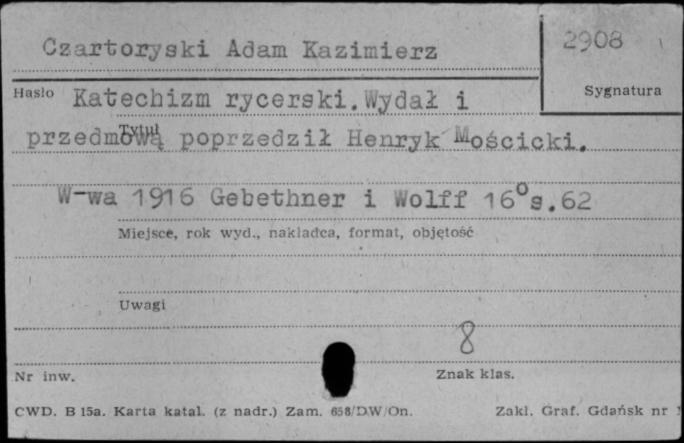 Czartoryski Adam Kazimierz
2908
Hasło
Sygnatura
Katechizm rycerski.Wydał i
Tytuł
przedmową poprzedził Henryk Mościcki.
W-wa 1916 Gebethner i Wolff 16° s.62
Miejsce, rok wyd., nakładca, format, objętość
Uwagi
8
Nr inw.
Znak klas.
CWD. B 15a. Karta katal. (z nadr.) Zam. 658/DW/On.
Zakł. Graf. Gdańsk nr